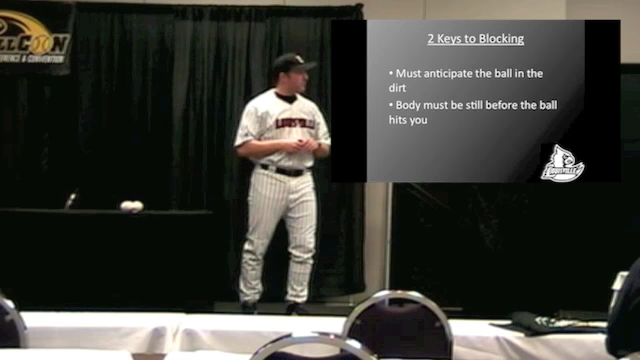 2 Keys to Blocking
• Must anticipate the ball in the
dirt
• Body must be still before the ball
hits you
LOUISVILLE
LOUISVILLE